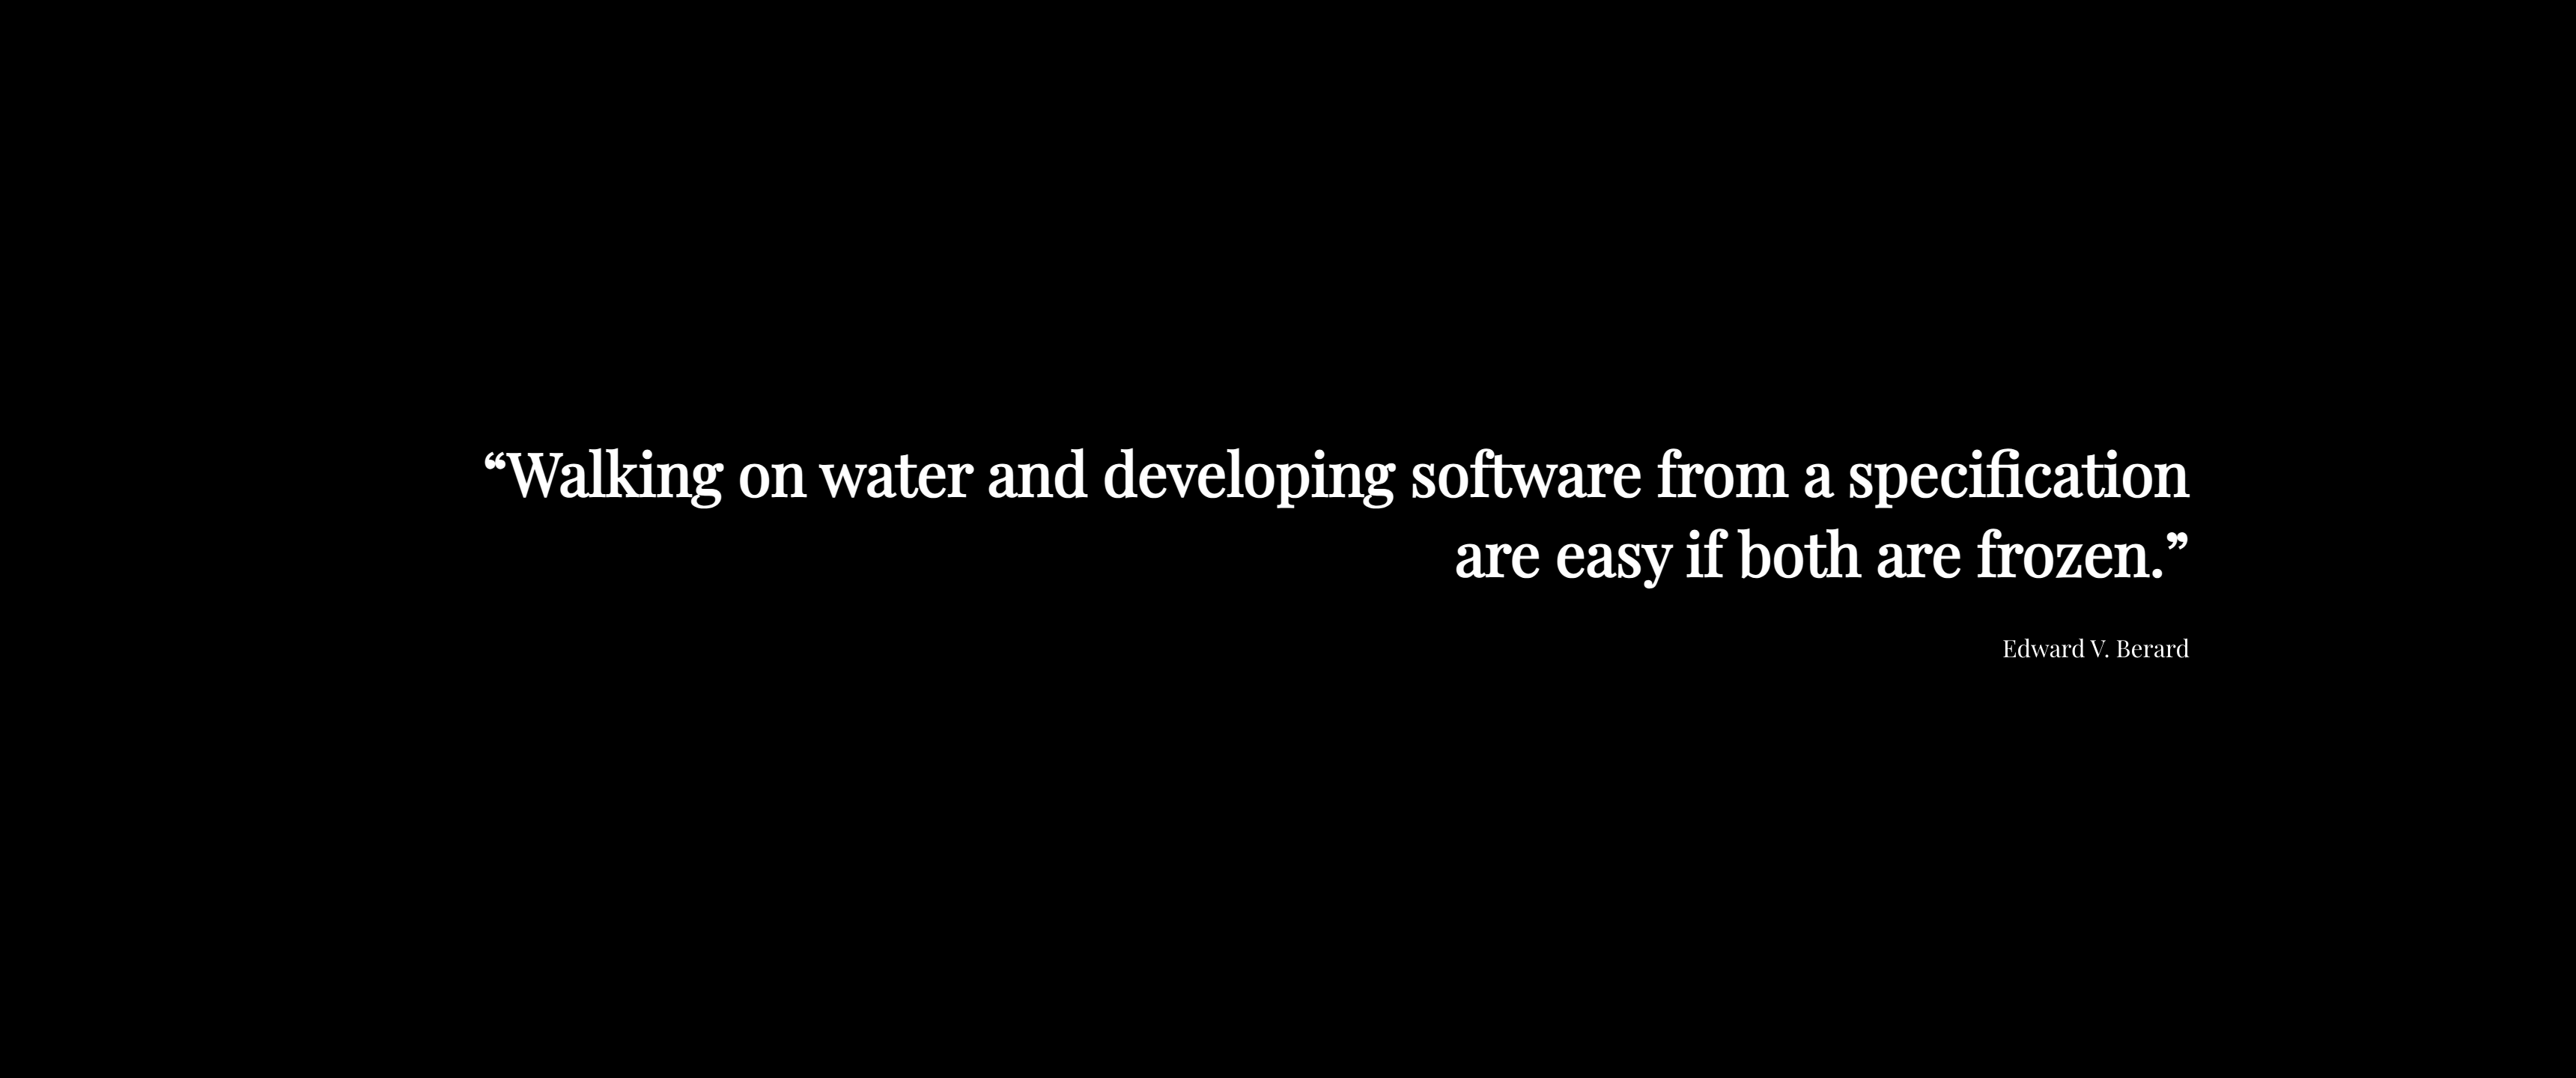 “Walking on water and developing software from a specification
are easy if both are frozen.”
Edward V. Berard